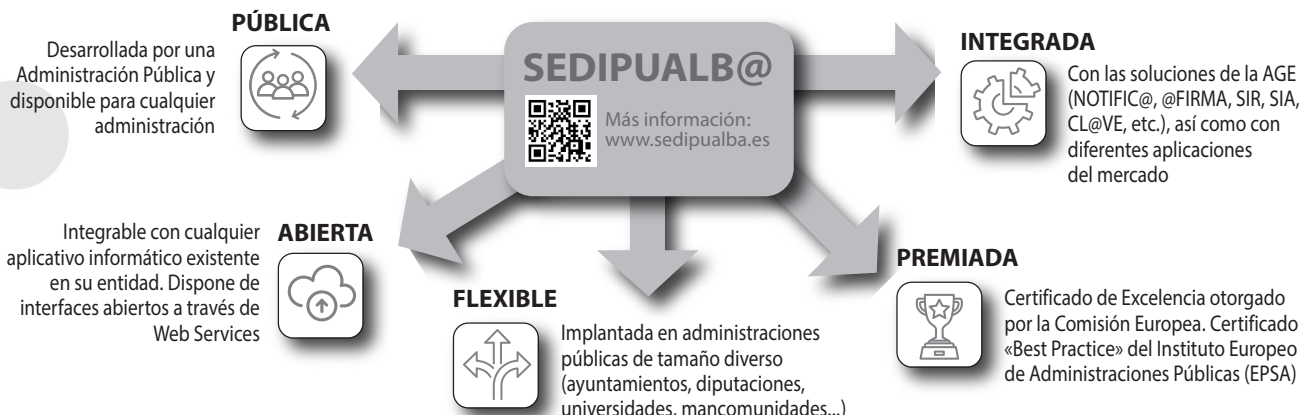 PÚBLICA
Desarrollada por una
Administración Pública y
disponible para cualquier
administración
SEDIPUALB@
Más información:
www.sedipualba.es
INTEGRADA
Con las soluciones de la AGE
(NOTIFIC@, @FIRMA, SIR, SIA,
CL@VE, etc.), así como con
diferentes aplicaciones
del mercado
ABIERTA
Integrable con cualquier
aplicativo informático existente
en su entidad. Dispone de
interfaces abiertos a través de
Web Services
FLEXIBLE
Implantada en administraciones
públicas de tamaño diverso
(ayuntamientos, diputaciones,
universidades, mancomunidades...)
PREMIADA
Certificado de Excelencia otorgado
por la Comisión Europea. Certificado
«Best Practice» del Instituto Europeo
de Administraciones Públicas (EPSA)